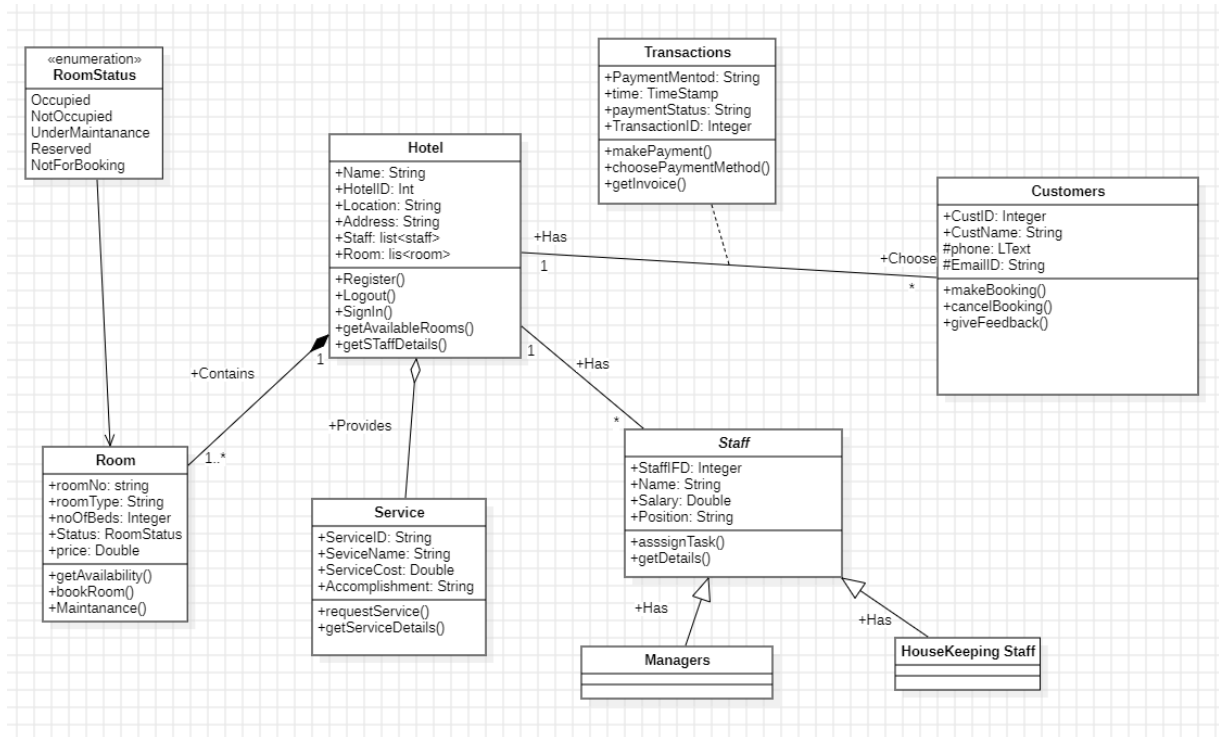 «enumeration»
RoomStatus
Occupied
NotOccupied
UnderMaintanance
Reserved
NotForBooking
Transactions
+PaymentMentod: String
+time: TimeStamp
+paymentStatus: String
+TransactionID: Integer
+makePayment()
+choosePaymentMethod()
+getInvoice()
Hotel
+Name: String
+HotelID: Int
+Location: String
+Address: String
+Staff: list<staff>
+Room: lis<room>
+Register()
+Logout()
+SignIn()
+getAvailableRooms()
+getSTaffDetails()
Customers
+CustID: Integer
+CustName: String
#phone: LText
#EmailID: String
+makeBooking()
+cancelBooking()
+giveFeedback()
+Has
1
+Choose
*
1
+Contains
1..*
+Provides
1
+Has
*
Room
+roomNo: string
+roomType: String
+noOfBeds: Integer
+Status: RoomStatus
+price: Double
+getAvailability()
+bookRoom()
+Maintanance()
Service
+ServiceID: String
+SeviceName: String
+ServiceCost: Double
+Accomplishment: String
+requestService()
+getServiceDetails()
Staff
+StaffIFD: Integer
+Name: String
+Salary: Double
+Position: String
+asssignTask()
+getDetails()
+Has
+Has
Managers
HouseKeeping Staff